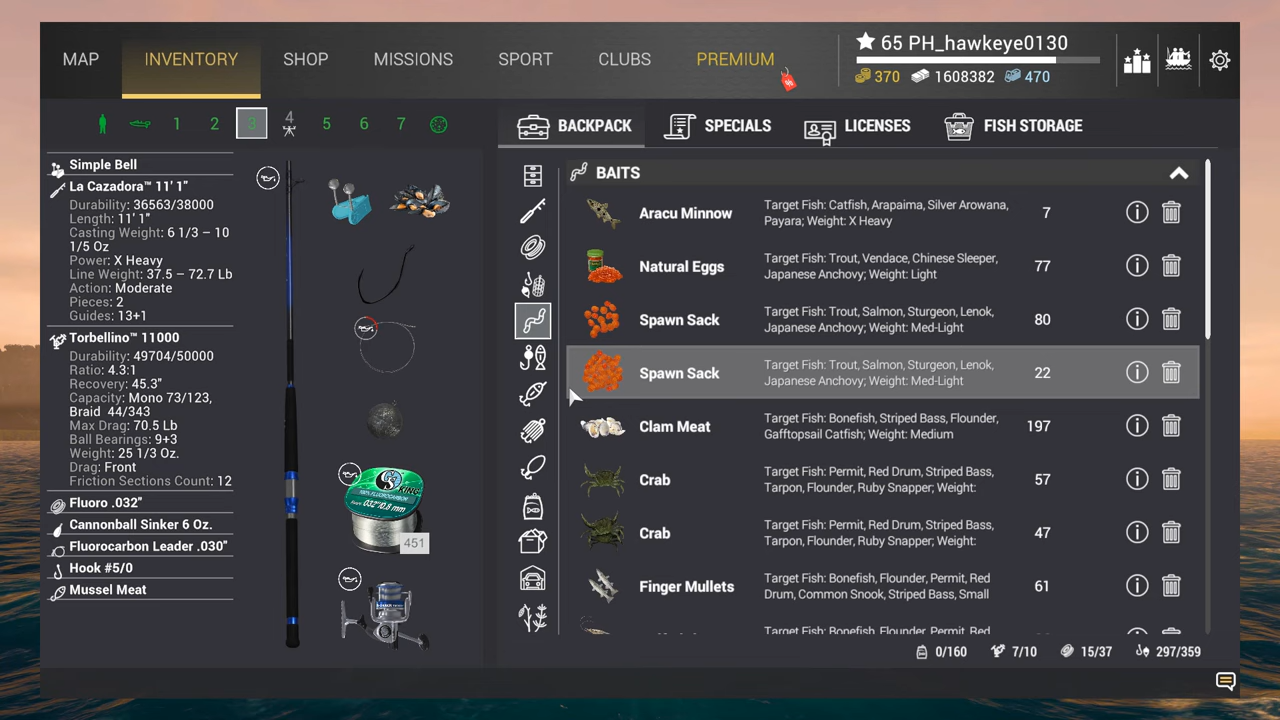 MAP
INVENTORY
SHOP
MISSIONS
SPORT
CLUBS
PREMIUM
65 PH_hawkeye0130
370
1608382
470
1
2
3
4
5
6
7
BACKPACK
SPECIALS
LICENSES
FISH STORAGE
Simple Bell
La Cazadora™ 11' 1"
Durability: 36563/38000
Length: 11' 1"
Casting Weight: 6 1/3 – 10
1/5 Oz
Power: X Heavy
Line Weight: 37.5 – 72.7 Lb
Action: Moderate
Pieces: 2
Guides: 13+1
Torbellino™ 11000
Durability: 49704/50000
Ratio: 4.3:1
Recovery: 45.3"
Capacity: Mono 73/123,
Braid 44/343
Max Drag: 70.5 Lb
Ball Bearings: 9+3
Weight: 25 1/3 Oz.
Drag: Front
Friction Sections Count: 12
Fluoro .032"
Cannonball Sinker 6 Oz.
Fluorocarbon Leader .030"
Hook #5/0
Mussel Meat
451
BAITS
Aracu Minnow
Target Fish: Catfish, Arapaima, Silver Arowana,
Payara; Weight: X Heavy
7
Natural Eggs
Target Fish: Trout, Vendace, Chinese Sleeper,
Japanese Anchovy; Weight: Light
77
Spawn Sack
Target Fish: Trout, Salmon, Sturgeon, Lenok,
Japanese Anchovy; Weight: Med-Light
80
Spawn Sack
Target Fish: Trout, Salmon, Sturgeon, Lenok,
Japanese Anchovy; Weight: Med-Light
22
Clam Meat
Target Fish: Bonefish, Striped Bass, Flounder,
Gafftopsail Catfish; Weight: Medium
197
Crab
Target Fish: Permit, Red Drum, Striped Bass,
Tarpon, Flounder, Ruby Snapper; Weight:
57
Crab
Target Fish: Permit, Red Drum, Striped Bass,
Tarpon, Flounder, Ruby Snapper; Weight:
47
Finger Mullets
Target Fish: Bonefish, Flounder, Permit, Red
Drum, Common Snook, Striped Bass, Small
61
Target Fish: Bonefish, Flounder, Permit, Red
0/160
7/10
15/37
297/359